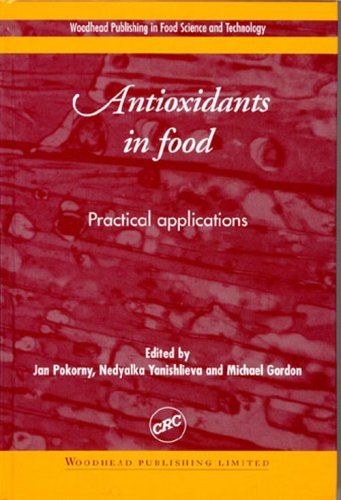 Woodhead Publishing in Food Science and Technology
Antioxidants
in food
Practical applications
Edited by
Jan Pokorny, Nedyalka Yanishlieva and Michael Gordon
CRC
WOODHEAD PUBLISHING LIMITED